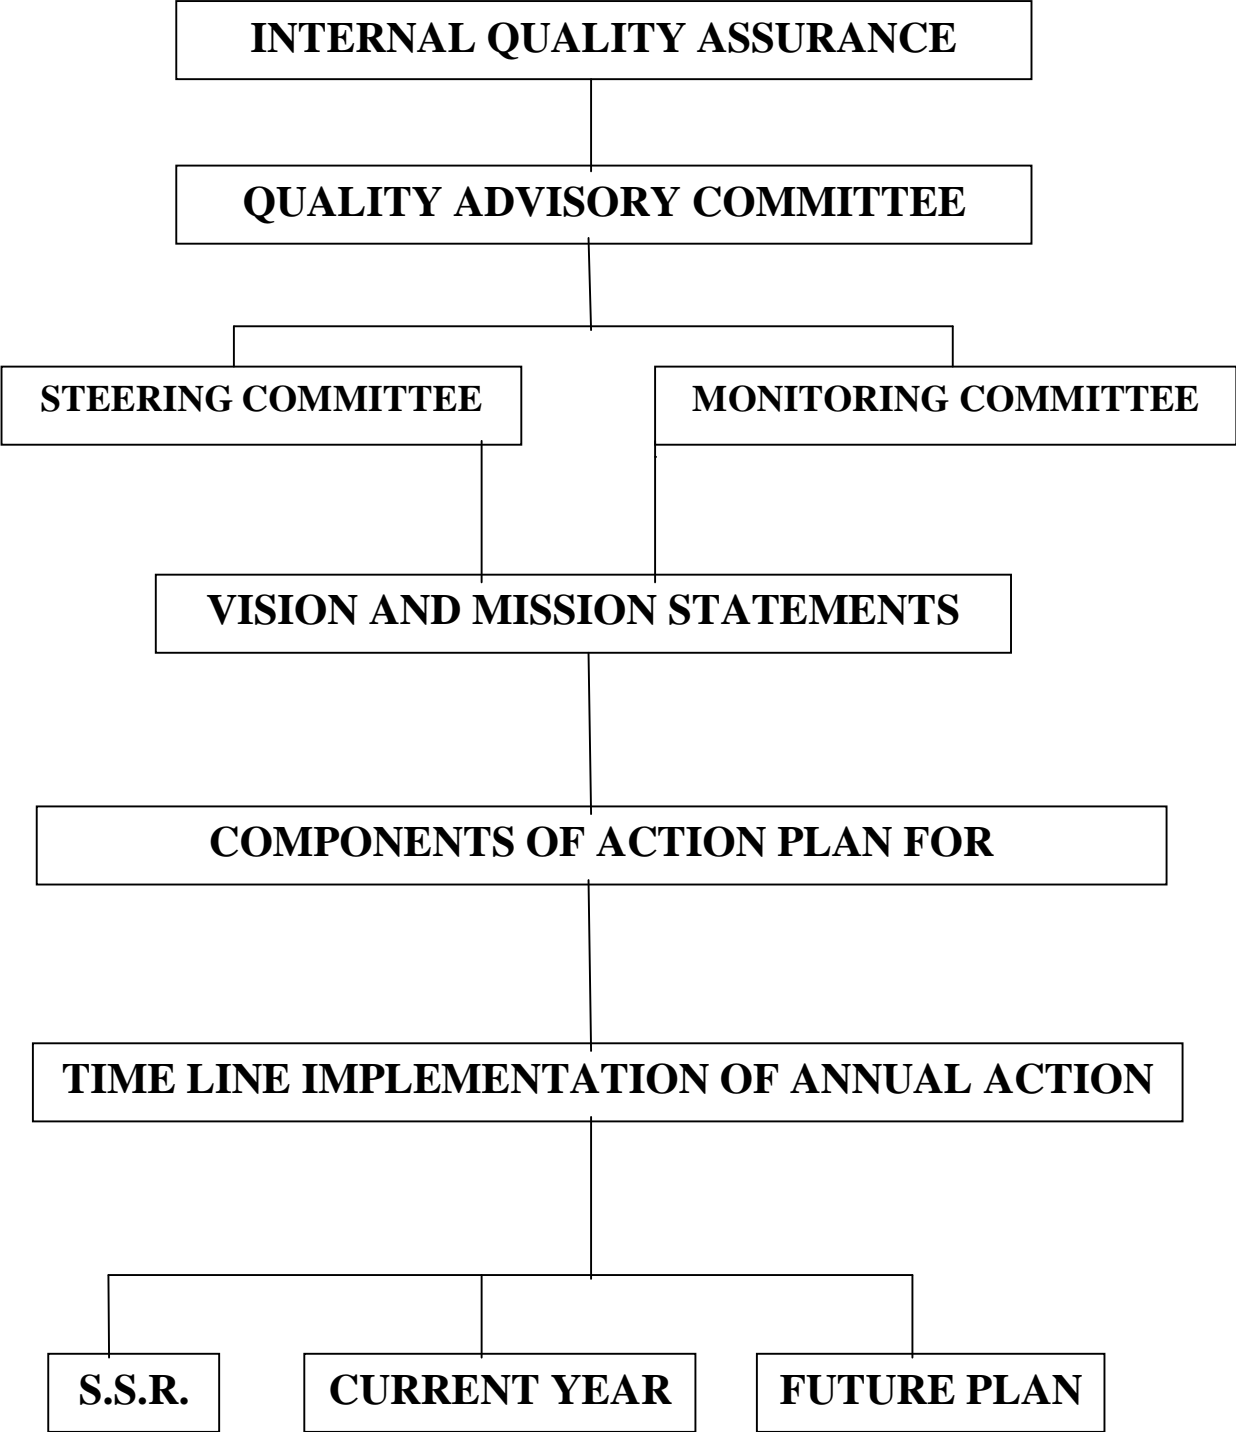 INTERNAL QUALITY ASSURANCE
QUALITY ADVISORY COMMITTEE
STEERING COMMITTEE
MONITORING COMMITTEE
VISION AND MISSION STATEMENTS
COMPONENTS OF ACTION PLAN FOR
TIME LINE IMPLEMENTATION OF ANNUAL ACTION
S.S.R.
CURRENT YEAR
FUTURE PLAN